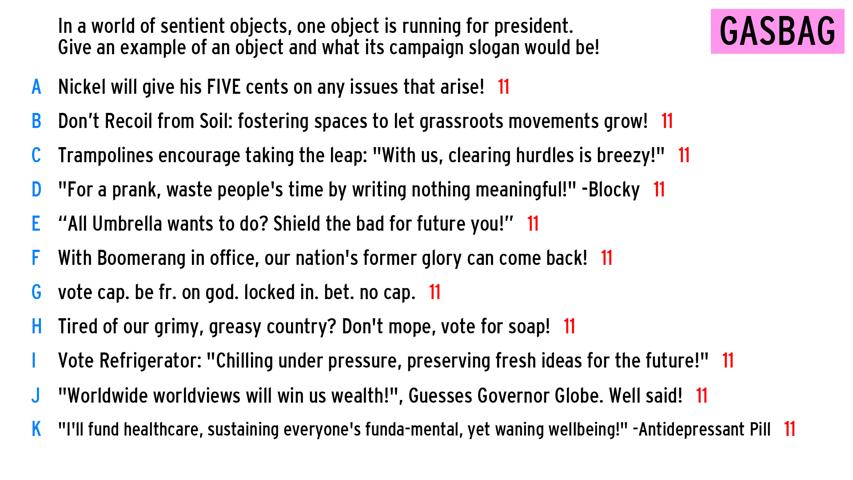 In a world of sentient objects, one object is running for president.
Give an example of an object and what its campaign slogan would be!
GASBAG
A Nickel will give his FIVE cents on any issues that arise! 11
B Don’t Recoil from Soil: fostering spaces to let grassroots movements grow! 11
C Trampolines encourage taking the leap: "With us, clearing hurdles is breezy!" 11
D "For a prank, waste people's time by writing nothing meaningful!" -Blocky 11
E “All Umbrella wants to do? Shield the bad for future you!” 11
F With Boomerang in office, our nation's former glory can come back! 11
G vote cap. be fr. on god. locked in. bet. no cap. 11
H Tired of our grimy, greasy country? Don't mope, vote for soap! 11
I Vote Refrigerator: "Chilling under pressure, preserving fresh ideas for the future!" 11
J "Worldwide worldviews will win us wealth!", Guesses Governor Globe. Well said! 11
K "I'll fund healthcare, sustaining everyone's funda-mental, yet waning wellbeing!" -Antidepressant Pill 11